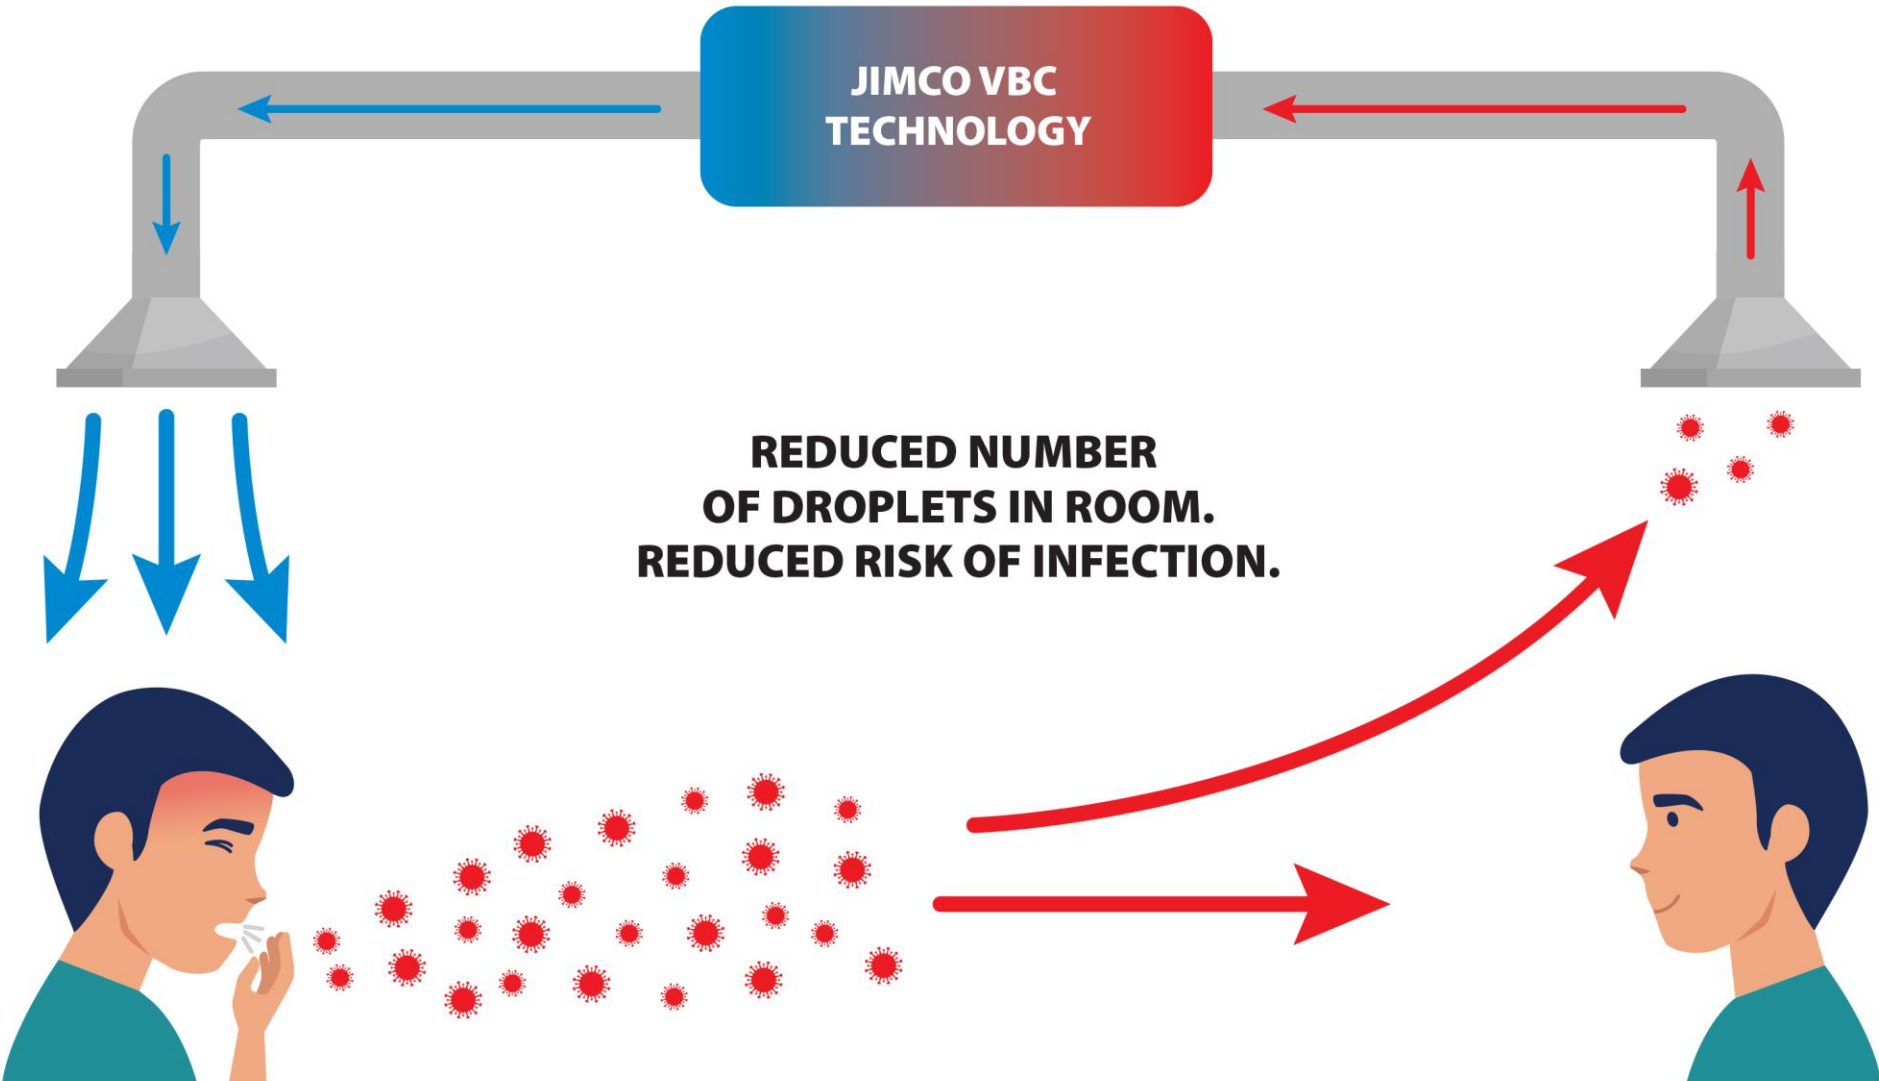 JIMCO VBC
TECHNOLOGY
REDUCED NUMBER
OF DROPLETS IN ROOM.
REDUCED RISK OF INFECTION.